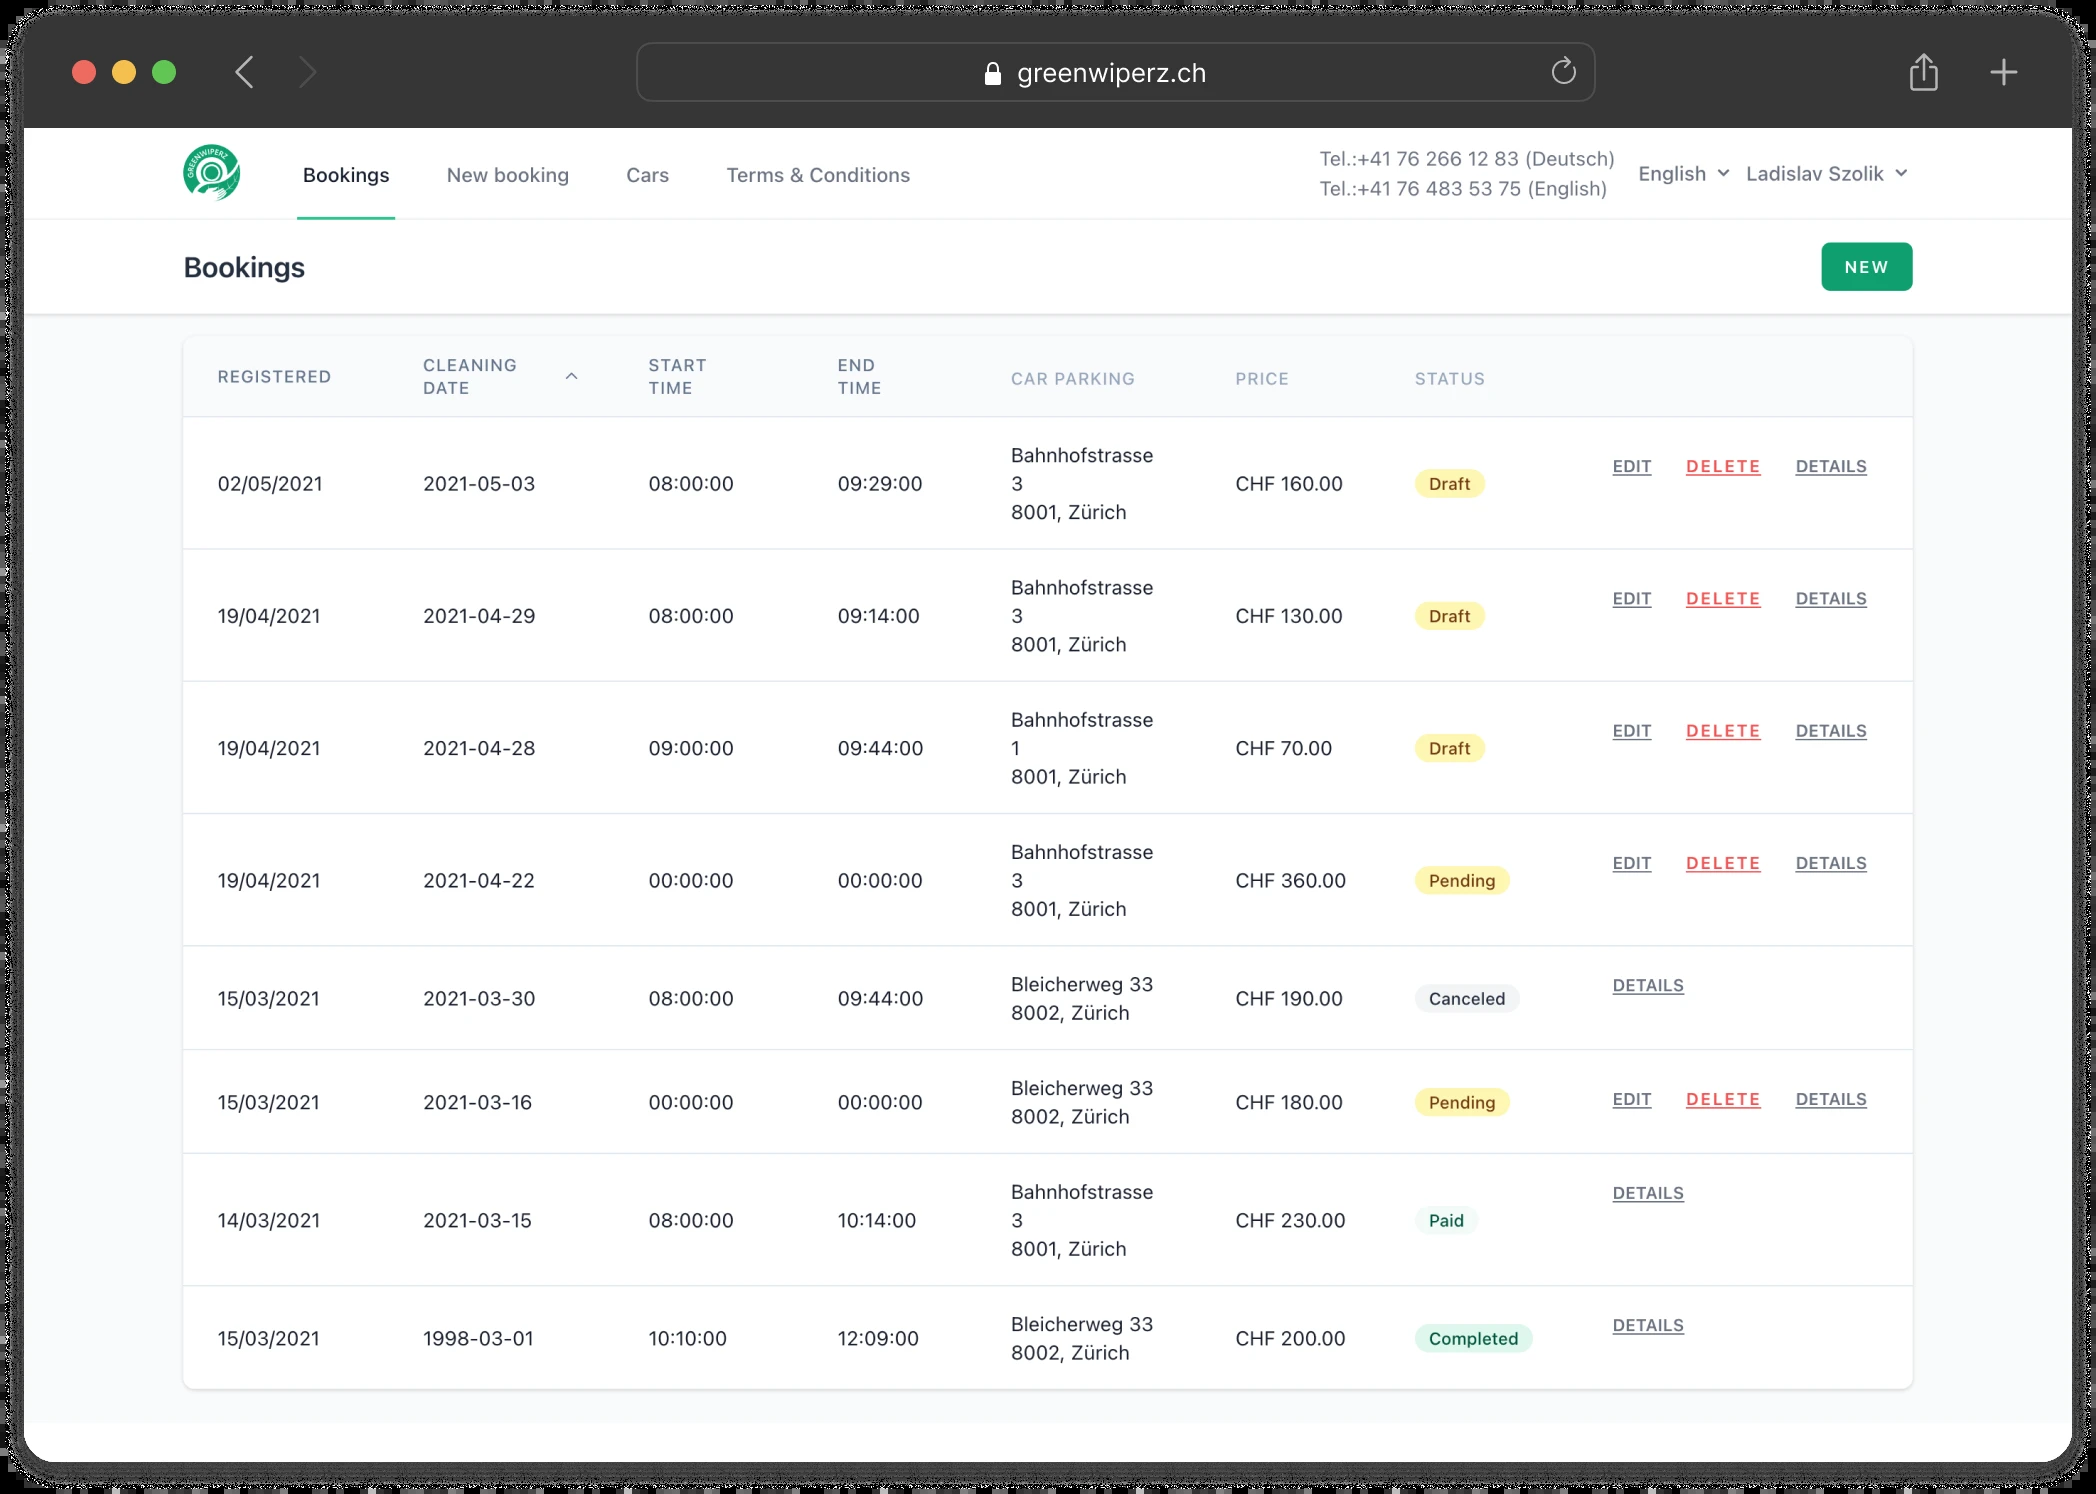 greenwiperz.ch
GREENWIPERZ
Bookings New booking Cars Terms & Conditions
Tel.:+41 76 266 12 83 (Deutsch)
Tel.:+41 76 483 53 75 (English)
English Ladislav Szolik
Bookings
NEW
REGISTERED CLEANING DATE START TIME END TIME CAR PARKING PRICE STATUS
02/05/2021 2021-05-03 08:00:00 09:29:00 Bahnhofstrasse 3 8001, Zürich CHF 160.00 Draft EDIT DELETE DETAILS
19/04/2021 2021-04-29 08:00:00 09:14:00 Bahnhofstrasse 3 8001, Zürich CHF 130.00 Draft EDIT DELETE DETAILS
19/04/2021 2021-04-28 09:00:00 09:44:00 Bahnhofstrasse 1 8001, Zürich CHF 70.00 Draft EDIT DELETE DETAILS
19/04/2021 2021-04-22 00:00:00 00:00:00 Bahnhofstrasse 3 8001, Zürich CHF 360.00 Pending EDIT DELETE DETAILS
15/03/2021 2021-03-30 08:00:00 09:44:00 Bleicherweg 33 8002, Zürich CHF 190.00 Canceled DETAILS
15/03/2021 2021-03-16 00:00:00 00:00:00 Bleicherweg 33 8002, Zürich CHF 180.00 Pending EDIT DELETE DETAILS
14/03/2021 2021-03-15 08:00:00 10:14:00 Bahnhofstrasse 3 8001, Zürich CHF 230.00 Paid DETAILS
15/03/2021 1998-03-01 10:10:00 12:09:00 Bleicherweg 33 8002, Zürich CHF 200.00 Completed DETAILS